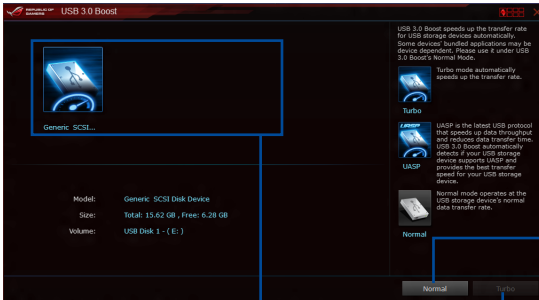 REPUBLIC OF
GAMERS
USB 3.0 Boost
Generic SCSI...
Model:
Generic SCSI Disk Device
Size:
Total: 15.62 GB , Free: 6.28 GB
Volume:
USB Disk 1 - ( E: )
USB 3.0 Boost speeds up the transfer rate
for USB storage devices automatically.
Some devices' bundled applications may be
device dependent. Please use it under USB
3.0 Boost's Normal Mode.
Turbo mode automatically
speeds up the transfer rate.
Turbo
UASP
UASP is the latest USB protocol
that speeds up data throughput
and reduces data transfer time.
USB 3.0 Boost automatically
detects if your USB storage
device supports UASP and
provides the best transfer
speed for your USB storage
device.
UASP
Normal mode operates at the
USB storage device's normal
data transfer rate.
Normal
Normal
Turbo